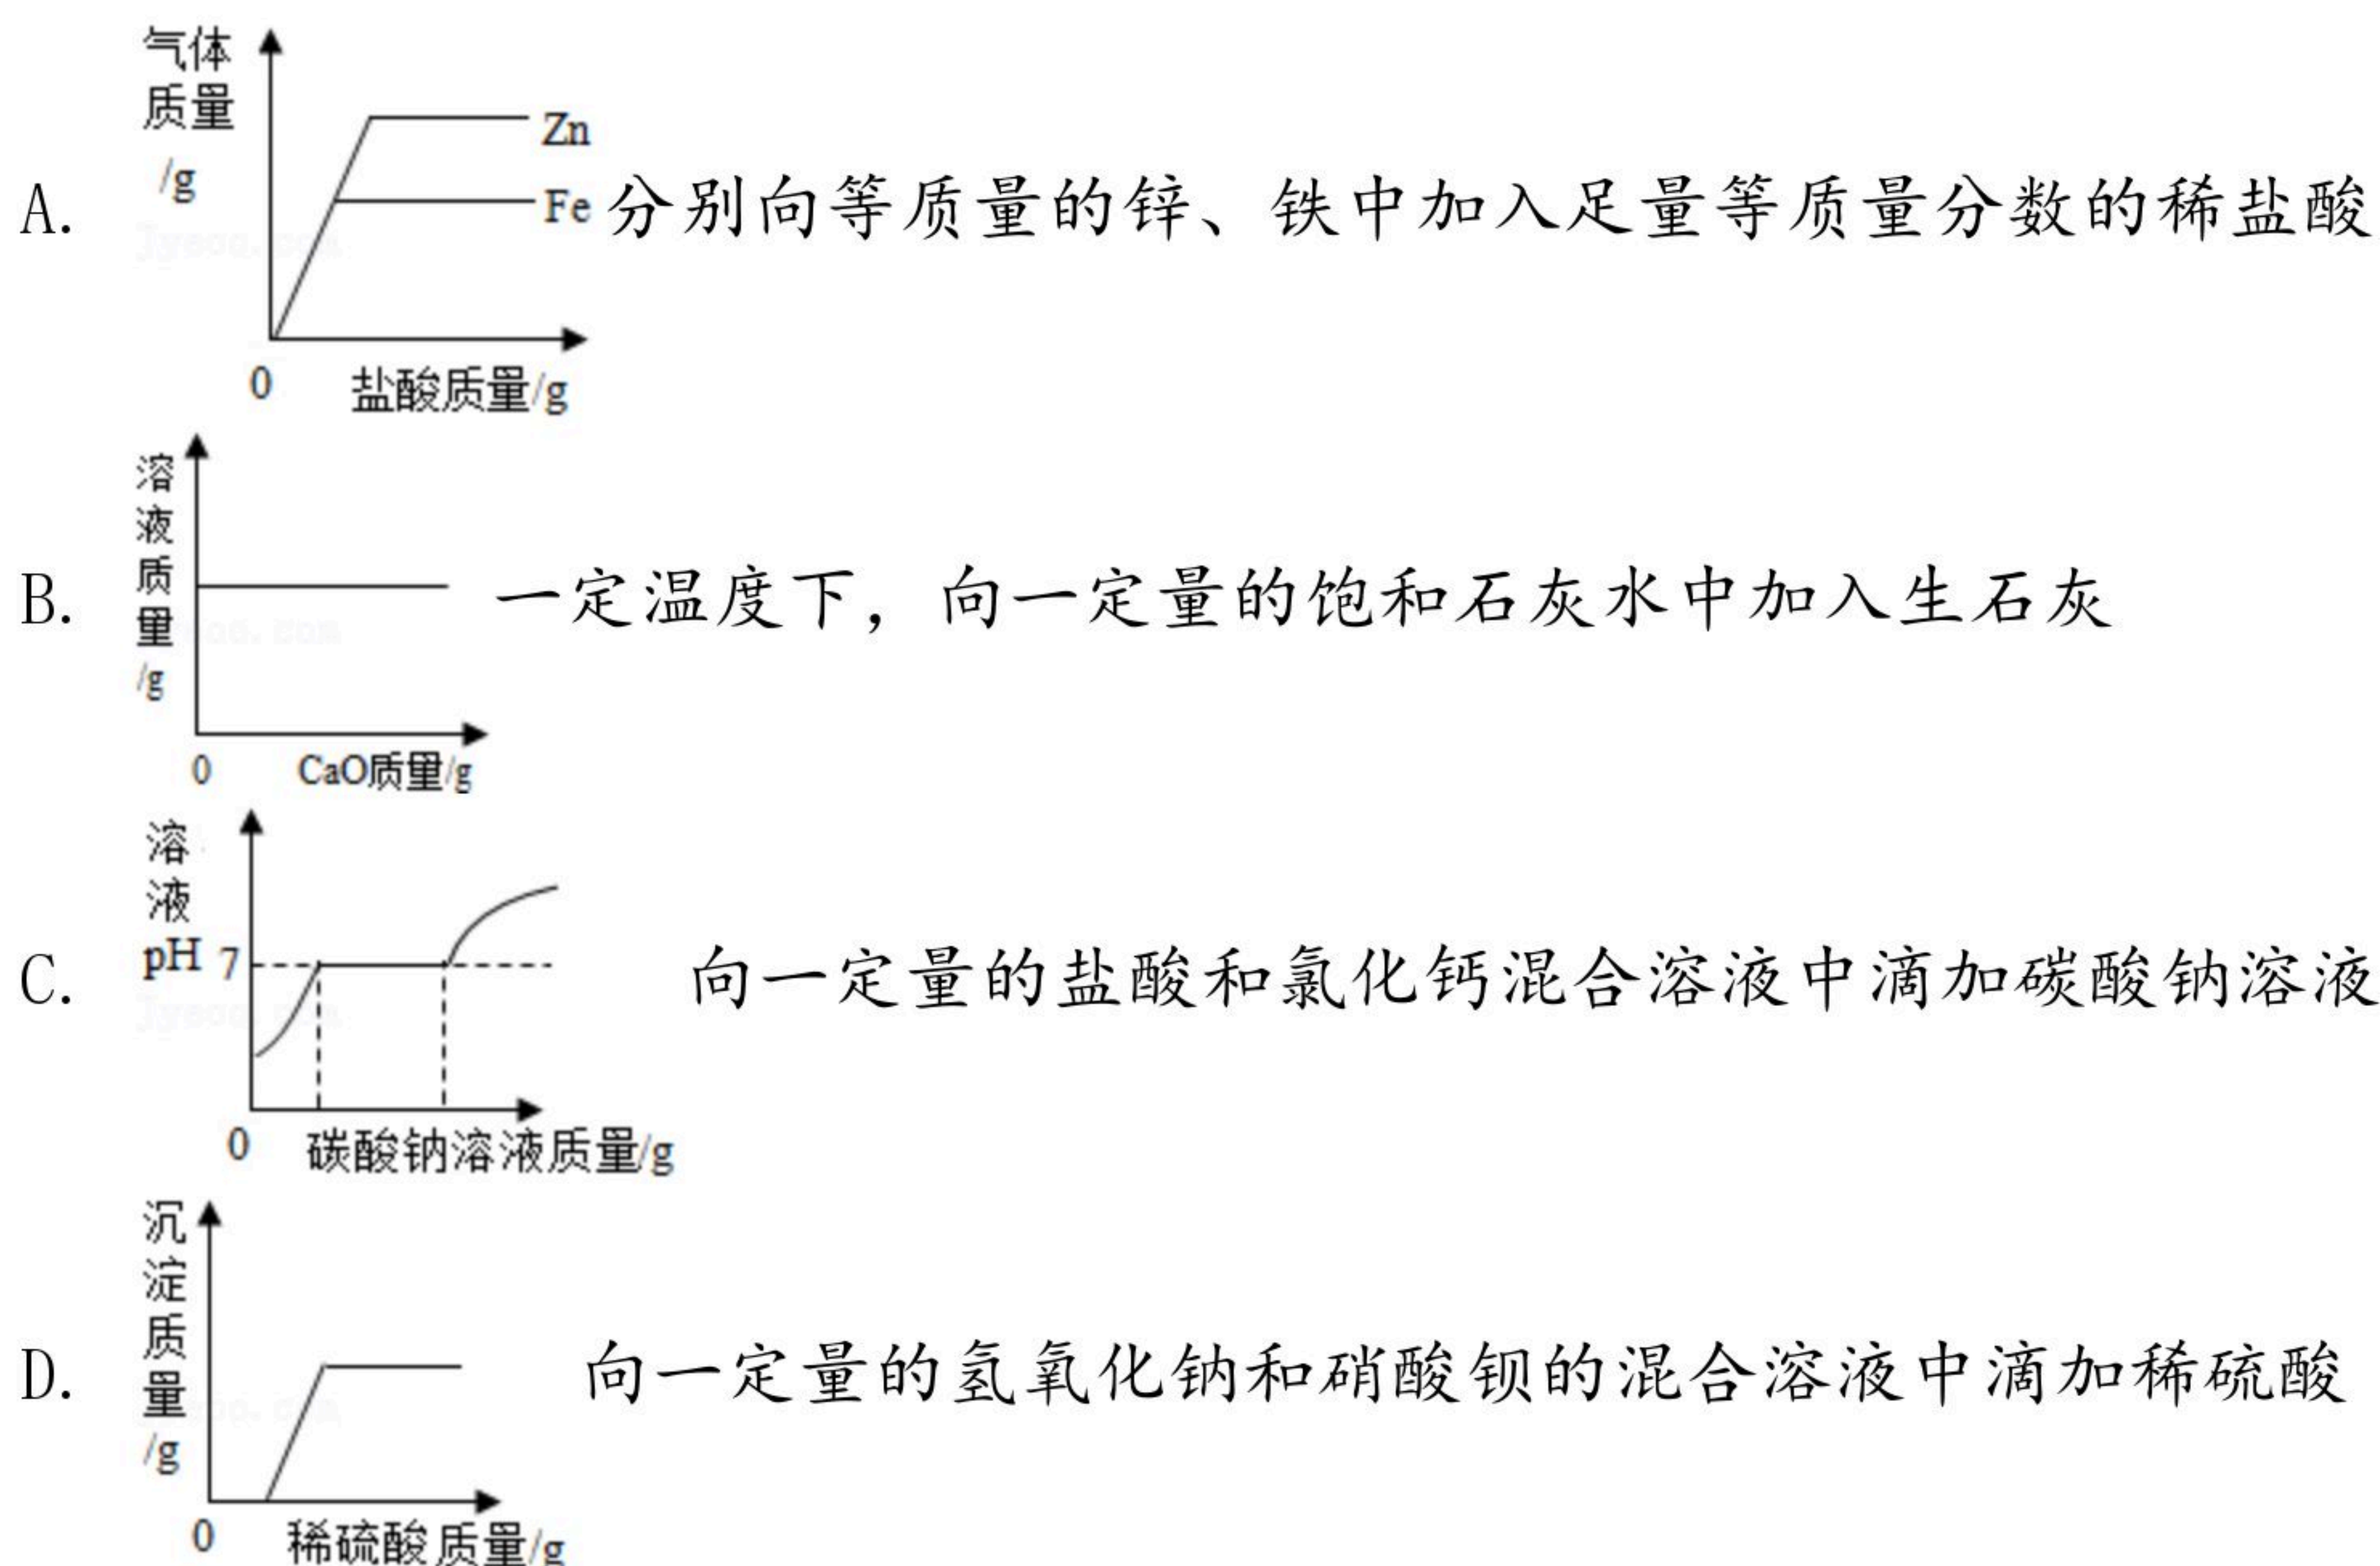 气体
质量
/g
Zn
Fe
A.
分别向等质量的锌、铁中加入足量等质量分数的稀盐酸
0
盐酸质量/g
溶
液
质
量
/g
B.
一定温度下，向一定量的饱和石灰水中加入生石灰
0
CaO质量/g
溶
液
pH 7
C.
向一定量的盐酸和氯化钙混合溶液中滴加碳酸钠溶液
0
碳酸钠溶液质量/g
沉
淀
质
量
/g
D.
向一定量的氢氧化钠和硝酸钡的混合溶液中滴加稀硫酸
0
稀硫酸质量/g